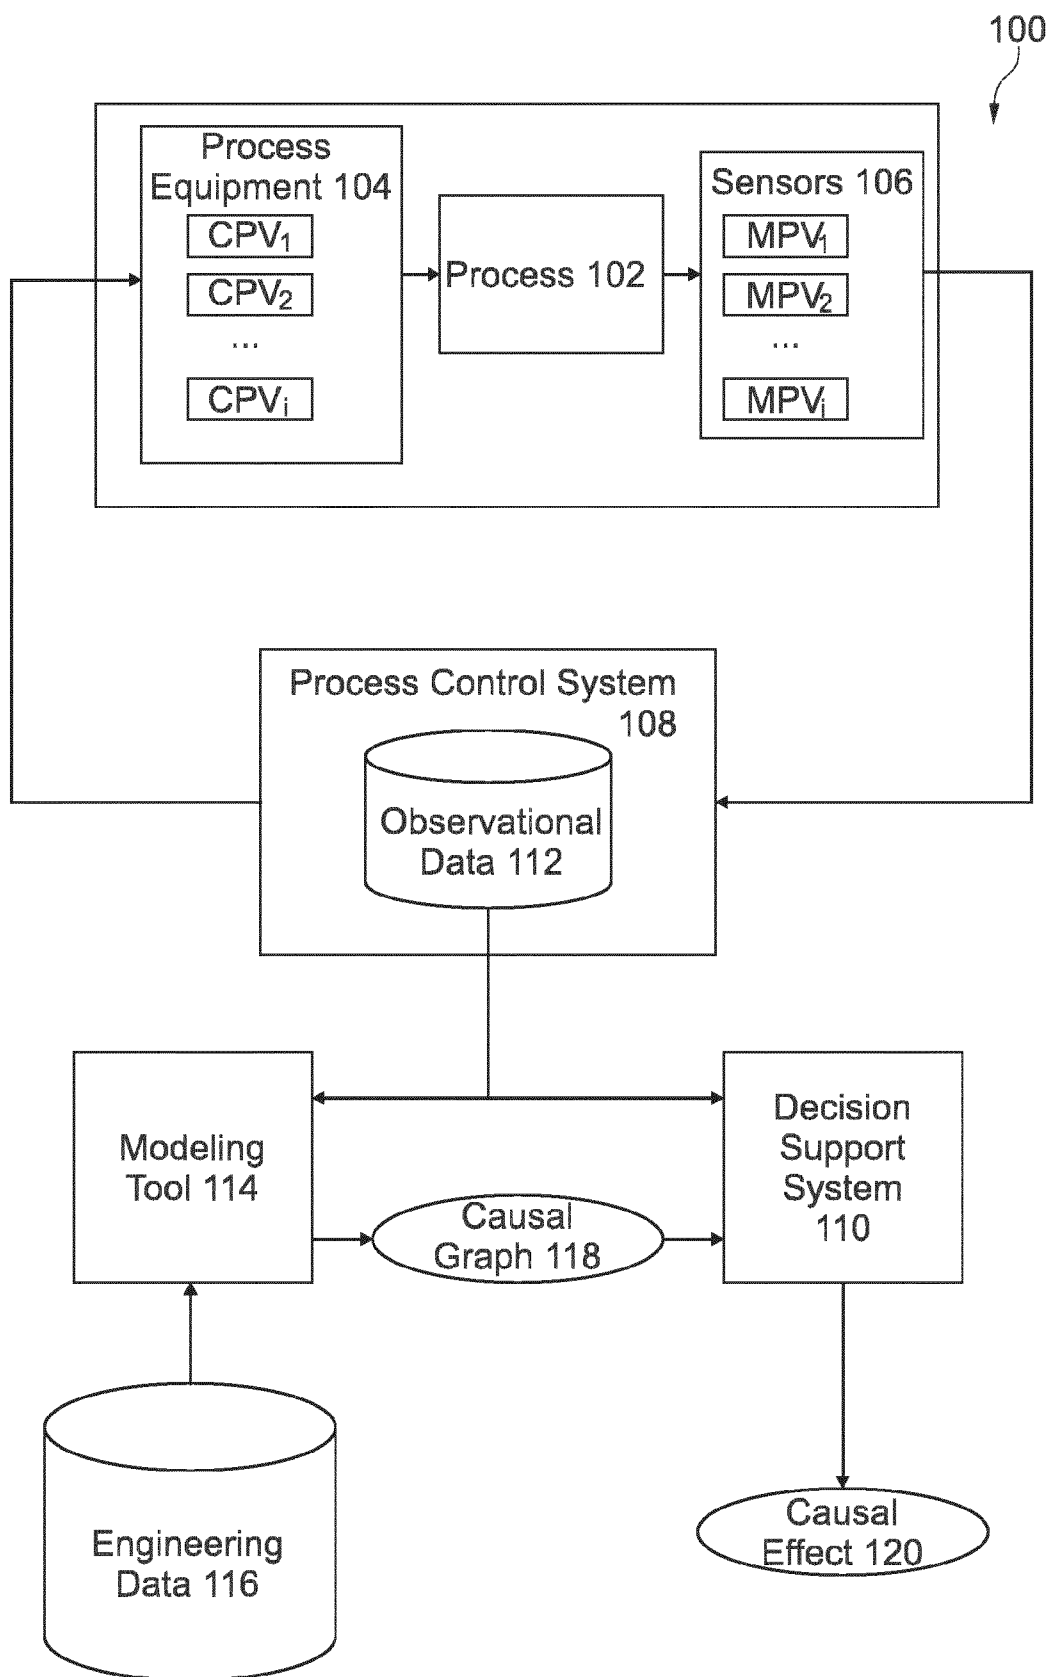 100
Process
Equipment 104
CPV₁
CPV₂
...
CPVᵢ
Process 102
Sensors 106
MPV₁
MPV₂
...
MPVⱼ
Process Control System
108
Observational
Data 112
Modeling
Tool 114
Causal
Graph 118
Decision
Support
System
110
Engineering
Data 116
Causal
Effect 120